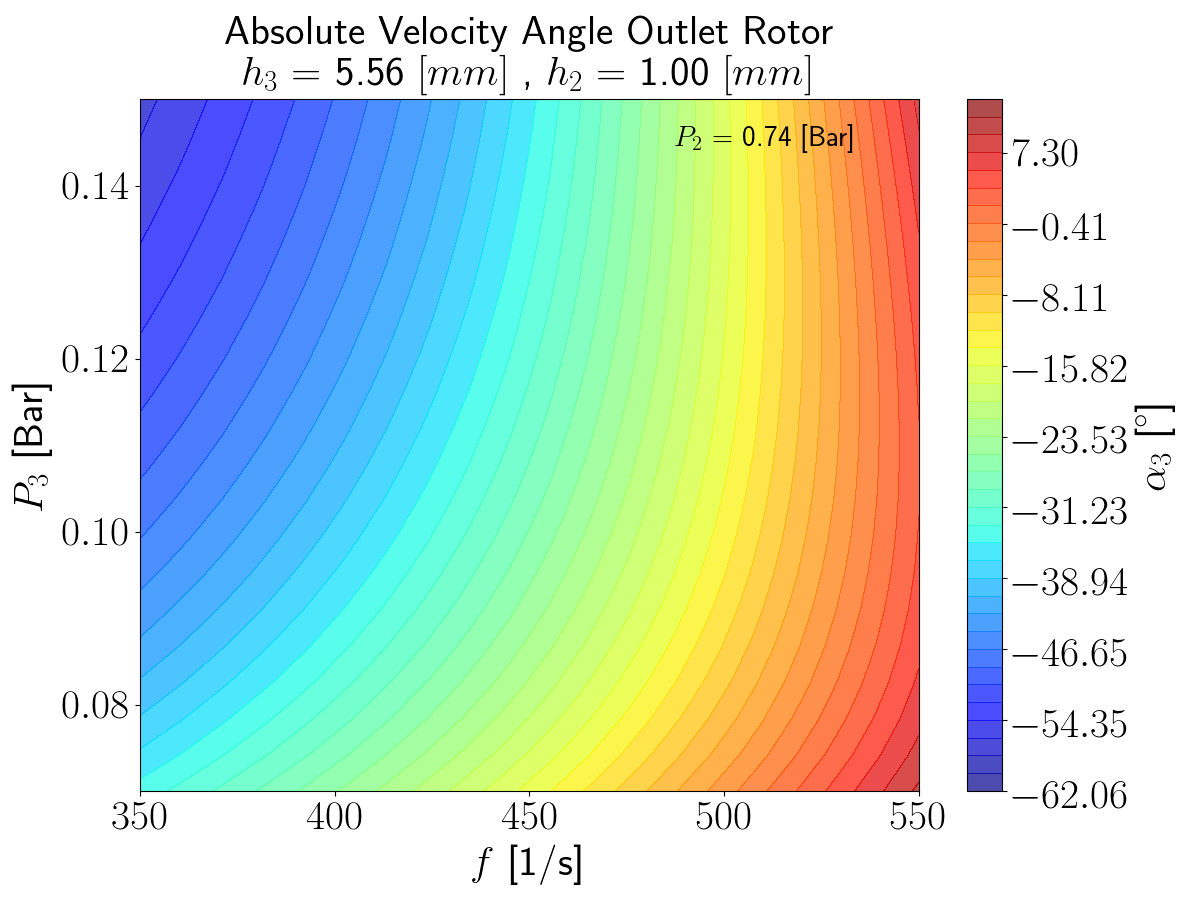 Absolute Velocity Angle Outlet Rotor
h₃ = 5.56 [mm] , h₂ = 1.00 [mm]
P₂ = 0.74 [Bar]
0.14
0.12
0.10
0.08
P₃ [Bar]
350 400 450 500 550
f [1/s]
7.30
−0.41
−8.11
−15.82
−23.53
−31.23
−38.94
−46.65
−54.35
−62.06
α₃ [°]